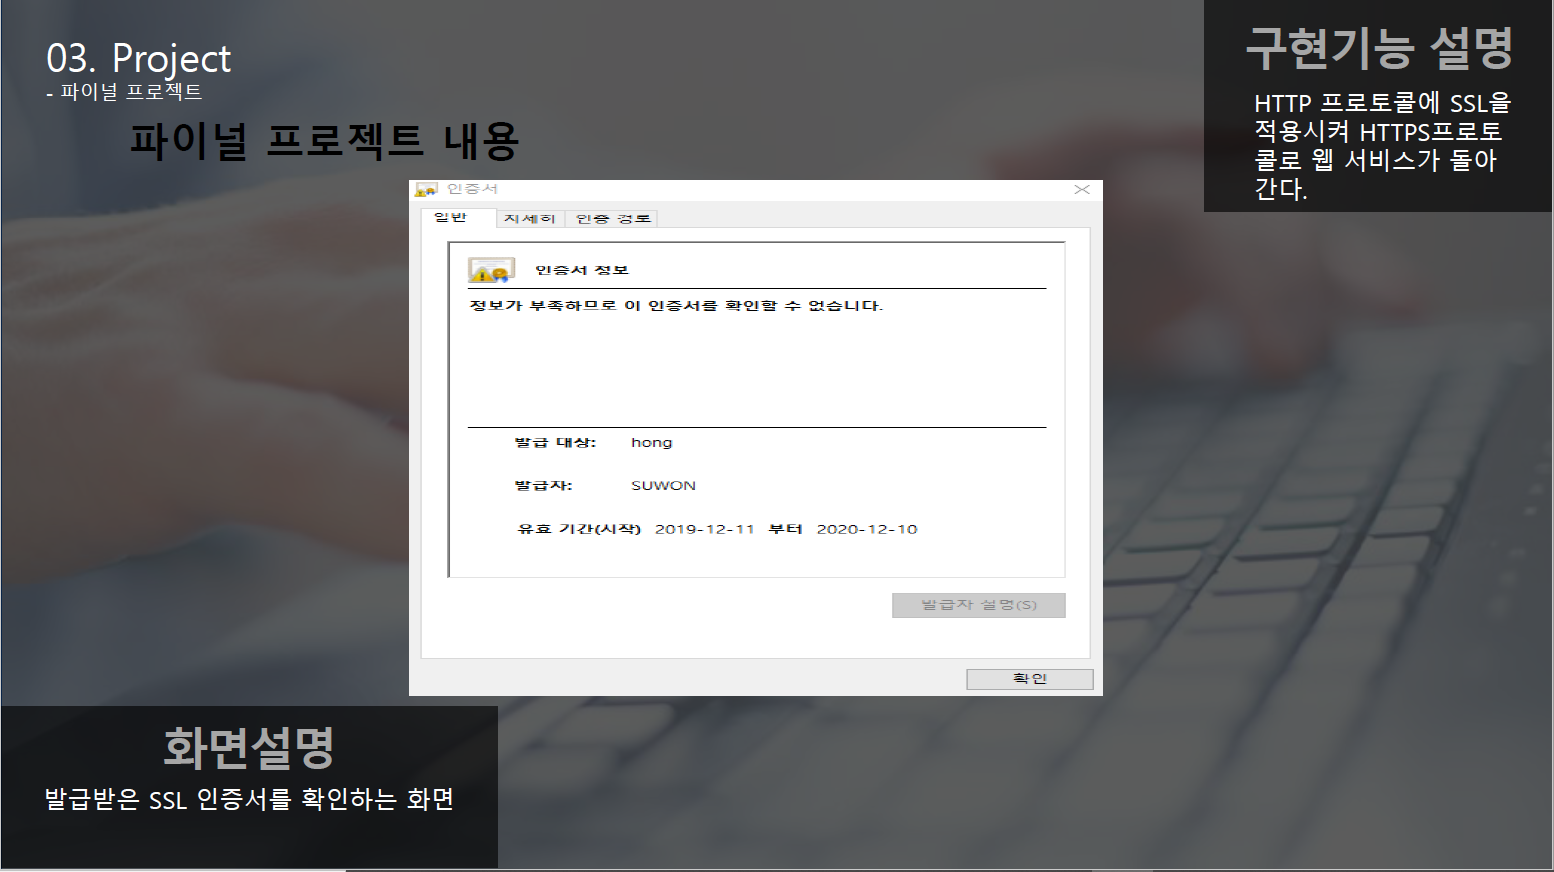 03. Project
- 파이널 프로젝트
파이널 프로젝트 내용
구현기능 설명
HTTP 프로토콜에 SSL을
적용시켜 HTTPS프로토
콜로 웹 서비스가 돌아
간다.
인증서
일반 자세히 인증 경로
인증서 정보
정보가 부족하므로 이 인증서를 확인할 수 없습니다.
발급 대상: hong
발급자: SUWON
유효 기간(시작) 2019-12-11 부터 2020-12-10
발급자 설명(S)
확인
화면설명
발급받은 SSL 인증서를 확인하는 화면